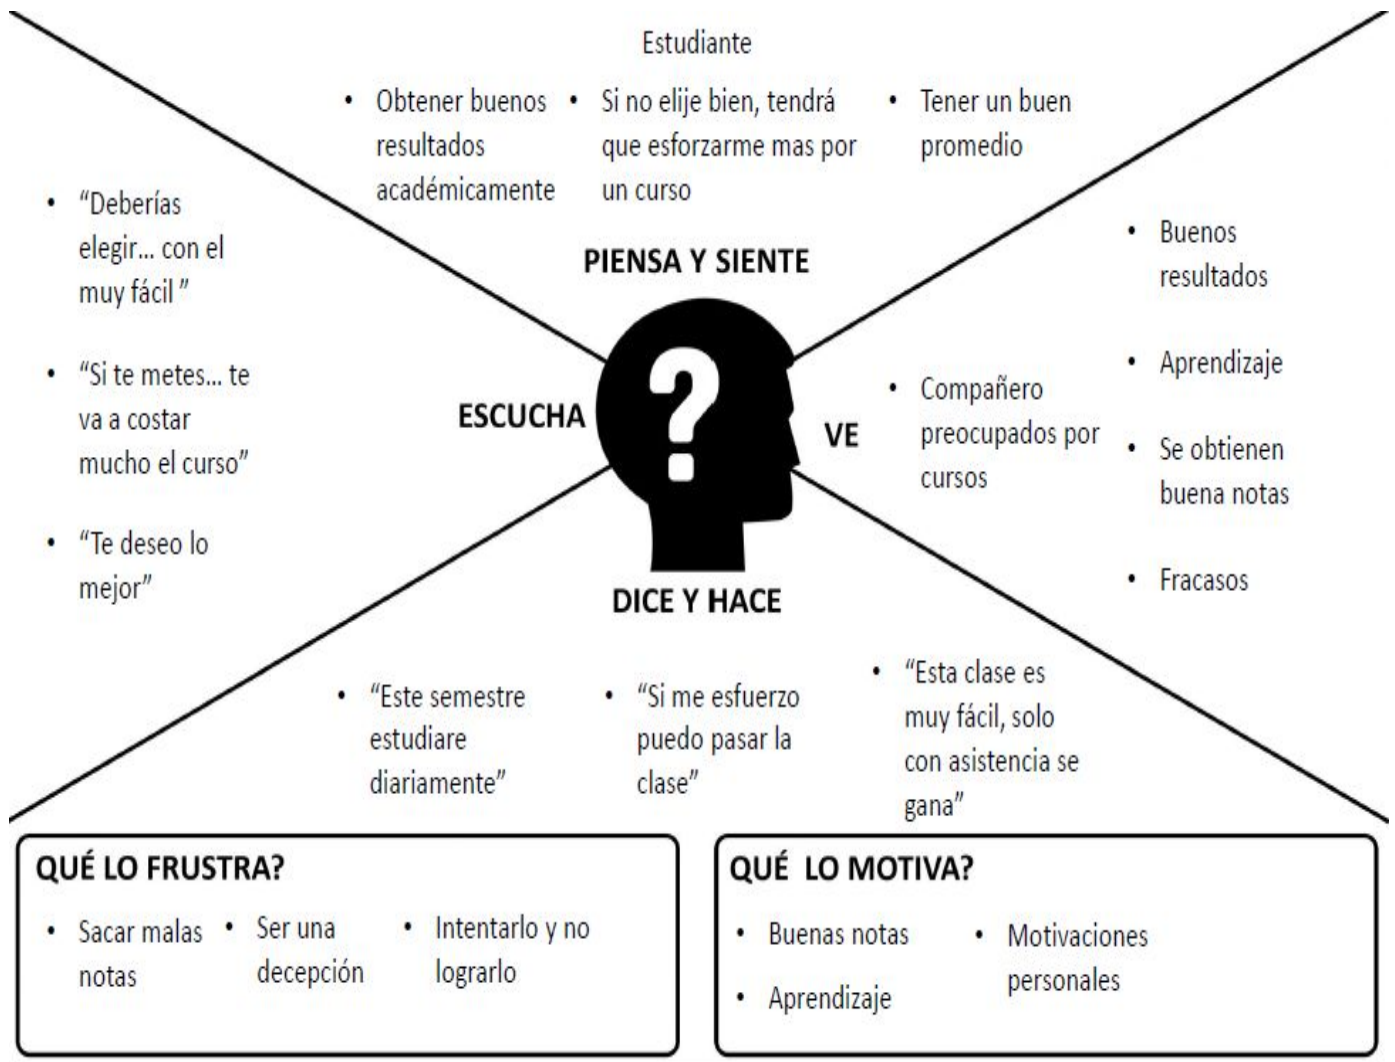 Estudiante
• Obtener buenos
resultados
académicamente
• Si no elije bien, tendrá
que esforzarme mas por
un curso
• Tener un buen
promedio
PIENSA Y SIENTE
• “Deberías
elegir... con el
muy fácil ”
• “Si te metes... te
va a costar
mucho el curso”
• “Te deseo lo
mejor”
ESCUCHA
?
VE
• Compañero
preocupados por
cursos
• Buenos
resultados
• Aprendizaje
• Se obtienen
buena notas
• Fracasos
DICE Y HACE
• “Este semestre
estudiare
diariamente”
• “Si me esfuerzo
puedo pasar la
clase”
• “Esta clase es
muy fácil, solo
con asistencia se
gana”
QUÉ LO FRUSTRA?
• Sacar malas
notas
• Ser una
decepción
• Intentarlo y no
lograrlo
QUÉ LO MOTIVA?
• Buenas notas
• Aprendizaje
• Motivaciones
personales